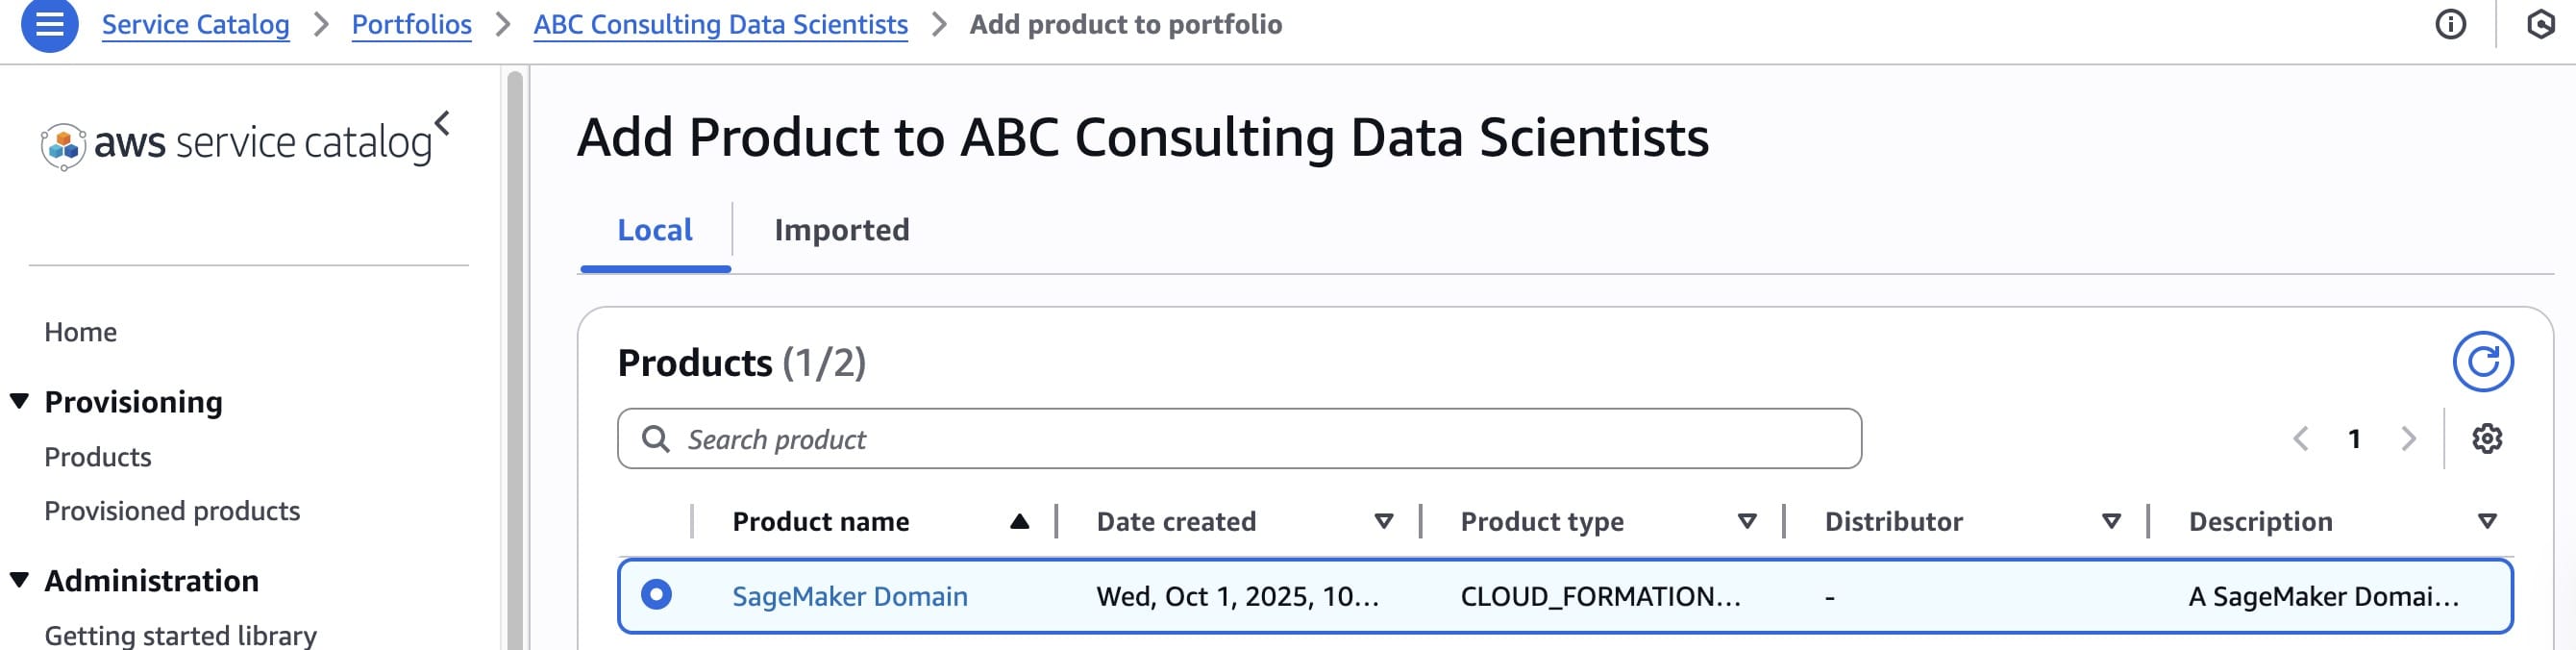 Service Catalog > Portfolios > ABC Consulting Data Scientists > Add product to portfolio
aws service catalog
Home
Provisioning
Products
Provisioned products
Administration
Getting started library
Add Product to ABC Consulting Data Scientists
Local Imported
Products (1/2)
Search product
1
Product name Date created Product type Distributor Description
SageMaker Domain Wed, Oct 1, 2025, 10... CLOUD_FORMATION... - A SageMaker Domai...